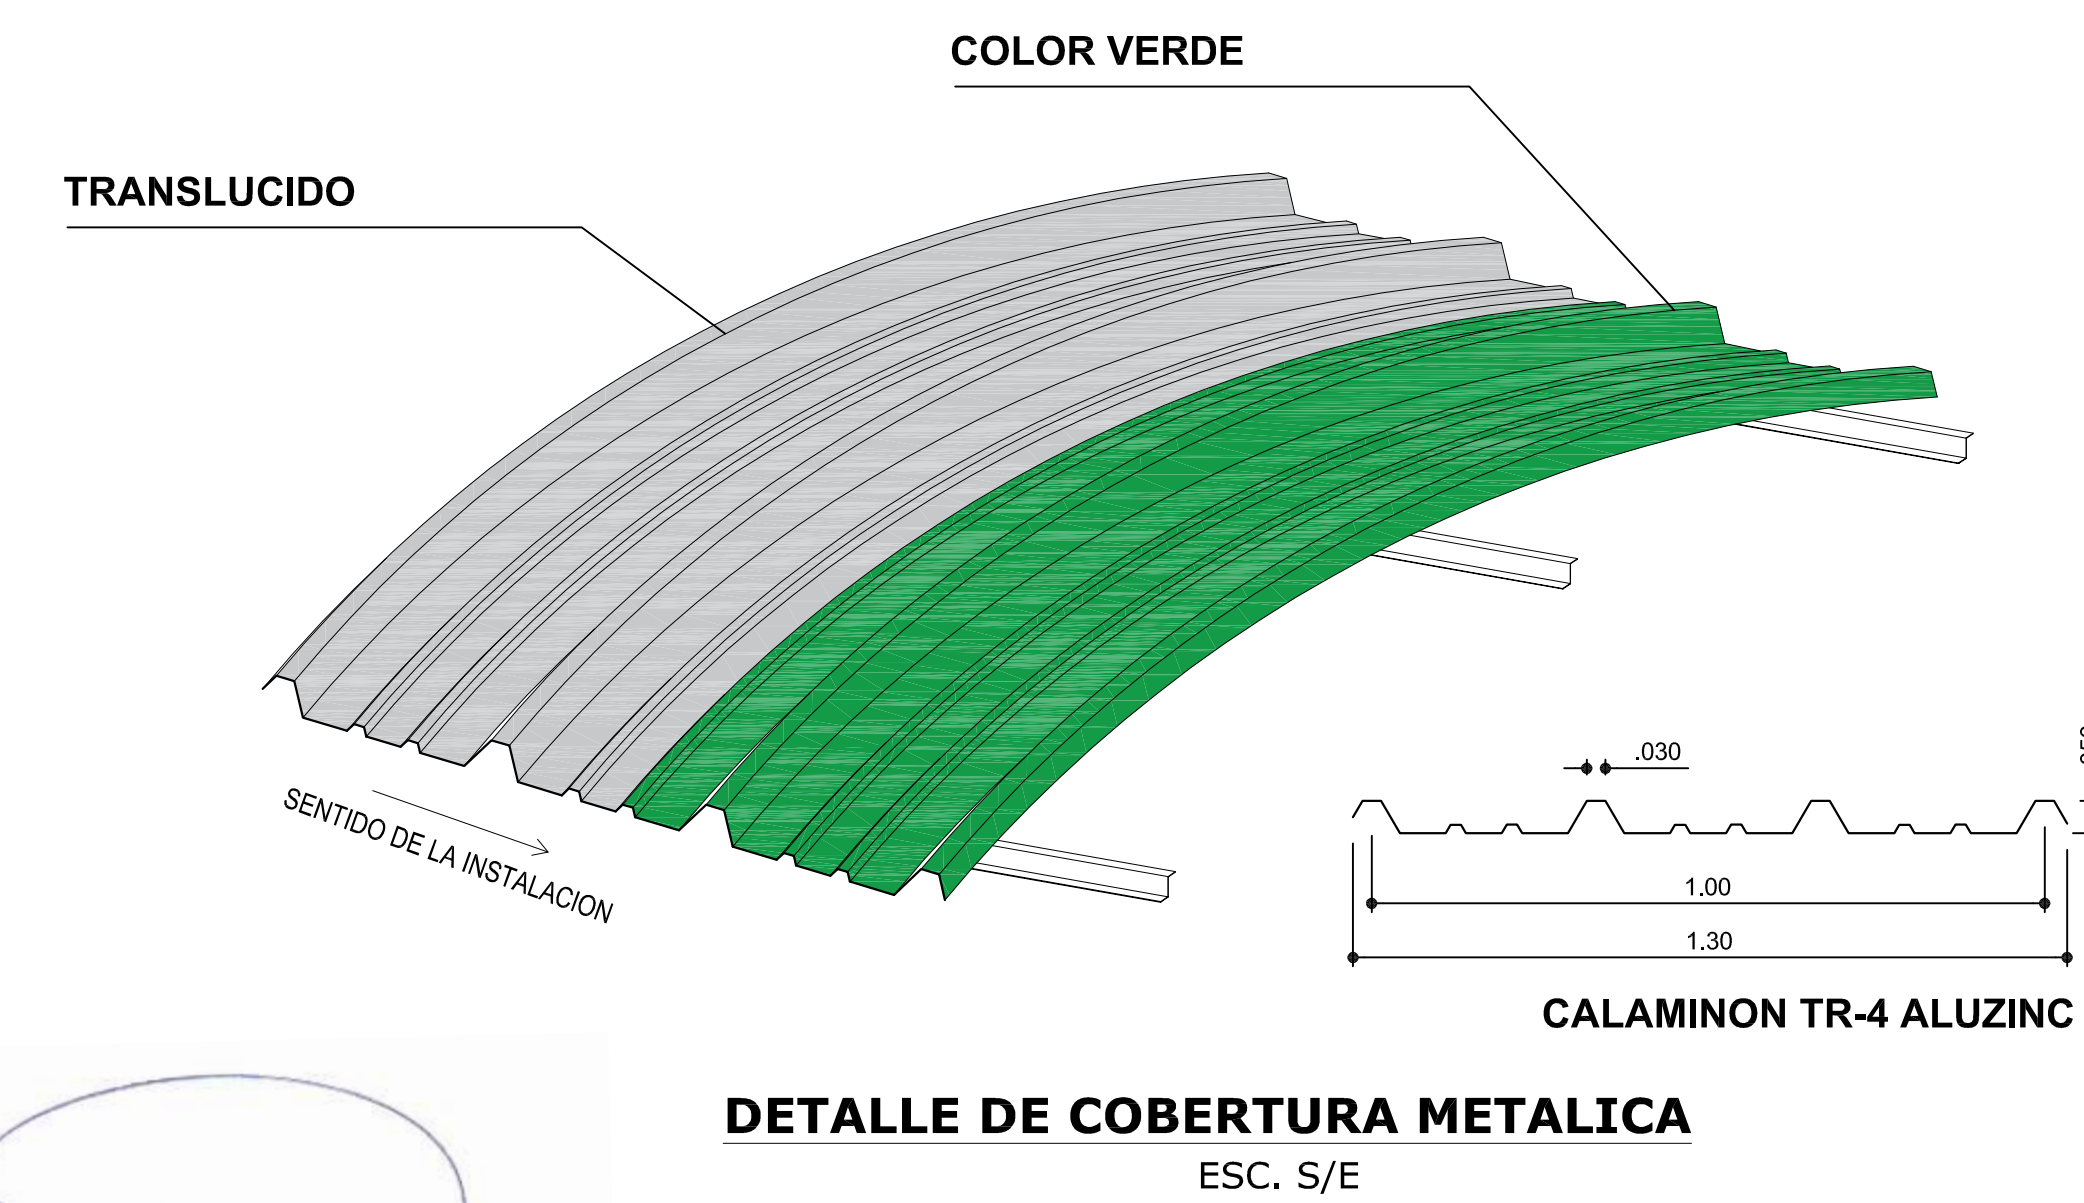 COLOR VERDE
TRANSLUCIDO
SENTIDO DE LA INSTALACION
.030
1.00
1.30
CALAMINON TR-4 ALUZINC
DETALLE DE COBERTURA METALICA
ESC. S/E